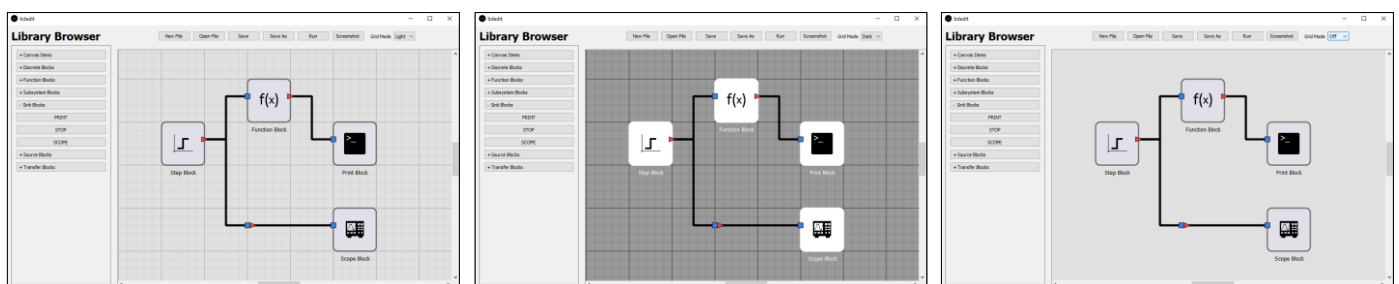 bdedit
Library Browser
New File Open File Save Save As Run Screenshot Grid Mode Light
+ Canvas Items
+ Discrete Blocks
+ Function Blocks
+ Subsystem Blocks
- Sink Blocks
PRINT
STOP
SCOPE
+ Source Blocks
+ Transfer Blocks
f(x)
Function Block
Step Block
>_
Print Block
Scope Block
bdedit
Library Browser
New File Open File Save Save As Run Screenshot Grid Mode Dark
+ Canvas Items
+ Discrete Blocks
+ Function Blocks
+ Subsystem Blocks
- Sink Blocks
PRINT
STOP
SCOPE
+ Source Blocks
+ Transfer Blocks
f(x)
Function Block
Step Block
>_
Print Block
Scope Block
bdedit
Library Browser
New File Open File Save Save As Run Screenshot Grid Mode Off
+ Canvas Items
+ Discrete Blocks
+ Function Blocks
+ Subsystem Blocks
- Sink Blocks
PRINT
STOP
SCOPE
+ Source Blocks
+ Transfer Blocks
f(x)
Function Block
Step Block
>_
Print Block
Scope Block